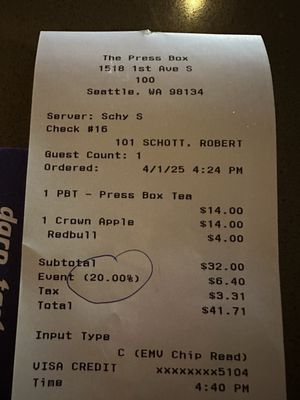 The Press Box
1518 1st Ave S
100
Seattle, WA 98134
Server: Schy S
Check #16
101 SCHOTT, ROBERT
Guest Count: 1
Ordered: 4/1/25 4:24 PM
1 PBT - Press Box Tea
$14.00
1 Crown Apple $14.00
Redbull $4.00
Subtotal $32.00
Event (20.00%) $6.40
Tax $3.31
Total $41.71
Input Type
C (EMV Chip Read)
VISA CREDIT xxxxxxxx5104
Time 4:40 PM